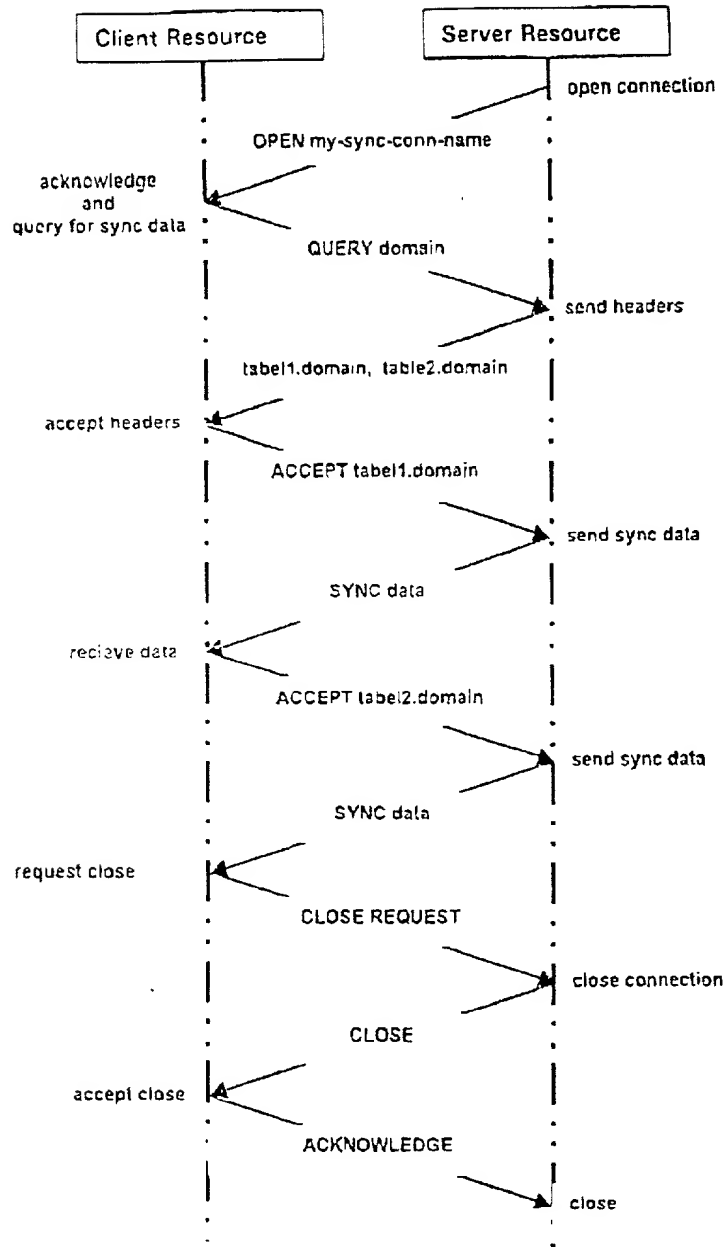 Client Resource
Server Resource
open connection
OPEN my-sync-conn-name
acknowledge
and
query for sync data
QUERY domain
send headers
tabel1.domain, table2.domain
accept headers
ACCEPT tabel1.domain
send sync data
SYNC data
recieve data
ACCEPT tabel2.domain
send sync data
SYNC data
request close
CLOSE REQUEST
close connection
CLOSE
accept close
ACKNOWLEDGE
close